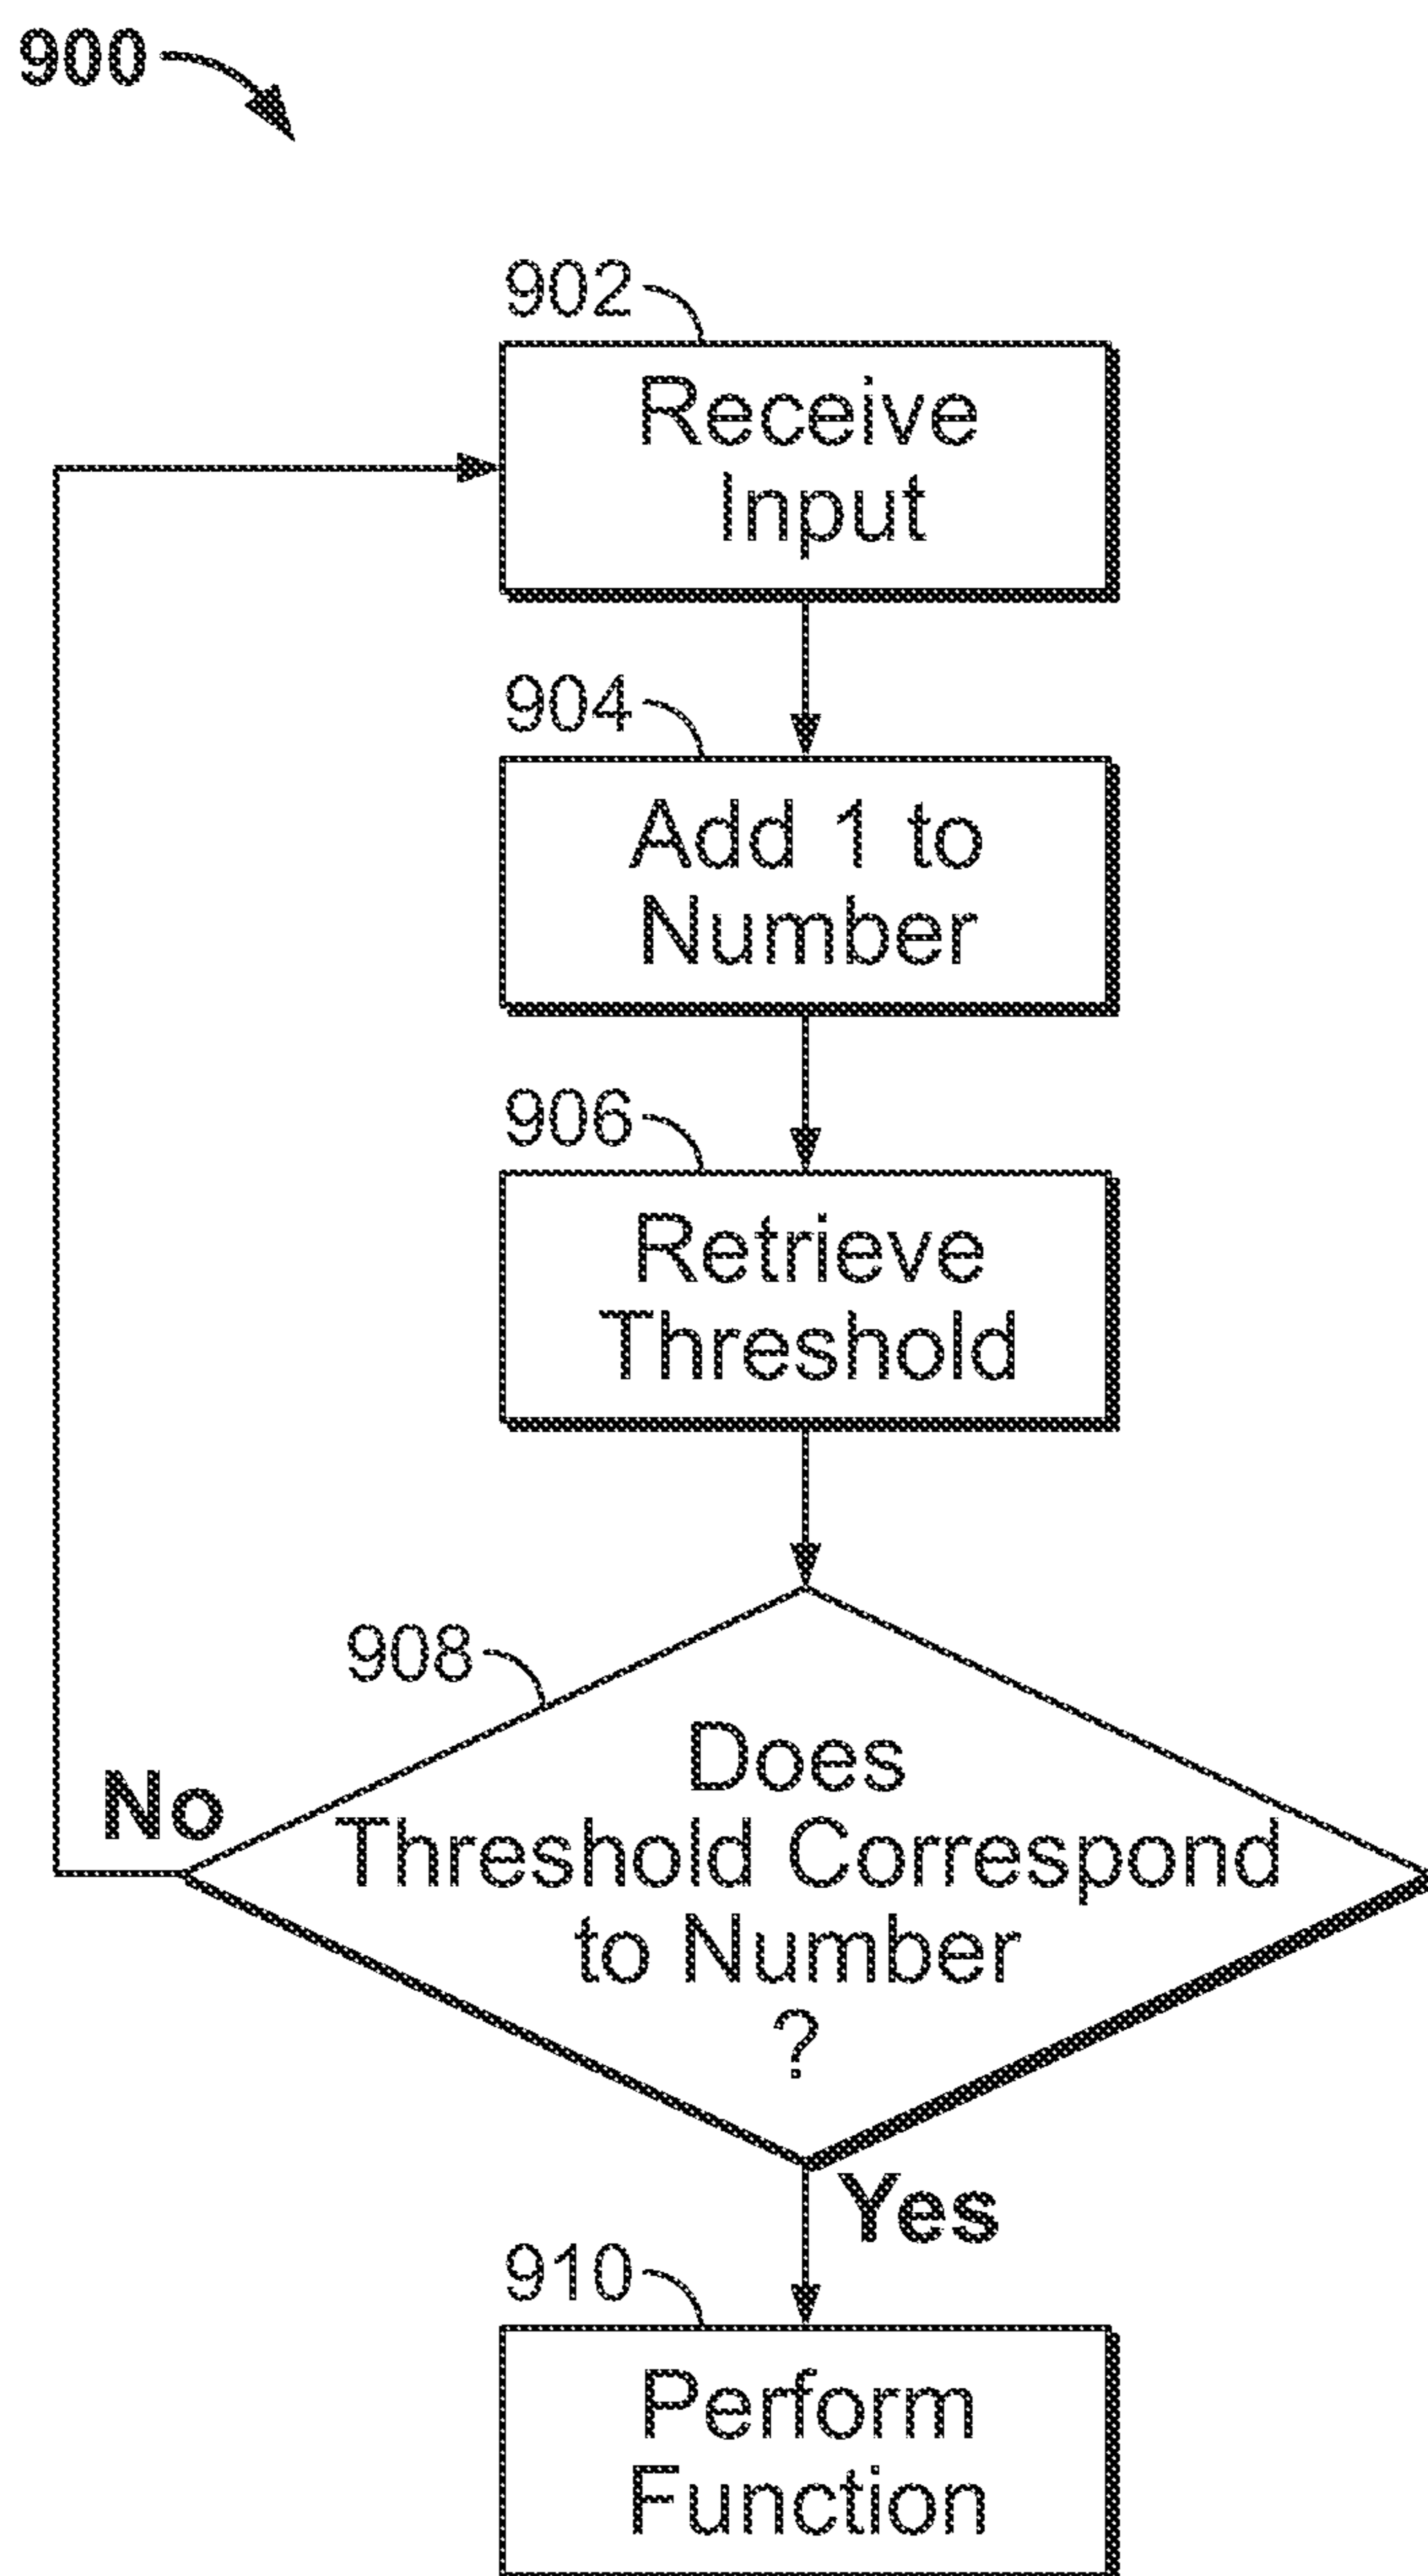 900
902
Receive
Input
904
Add 1 to
Number
906
Retrieve
Threshold
908
Does
Threshold Correspond
to Number
?
No
Yes
910
Perform
Function